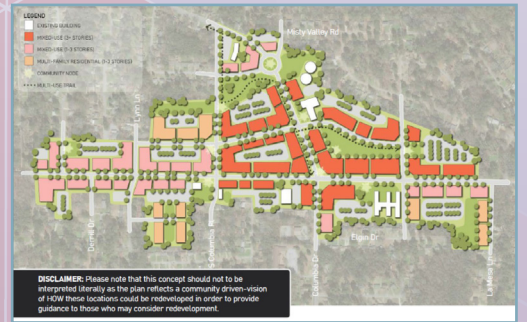 LEGEND
EXISTING BUILDING
MIXED-USE (3+ STORIES)
MIXED-USE (1-3 STORIES)
MULTI-FAMILY RESIDENTIAL (1-3 STORIES)
COMMUNITY NODE
MULTI-USE TRAIL
Misty Valley Rd
Columbia Dr
Elgin Dr
DISCLAIMER: Please note that this concept should not to be
interpreted literally as the plan reflects a community driven-vision
of HOW these locations could be redeveloped in order to provide
guidance to those who may consider redevelopment.